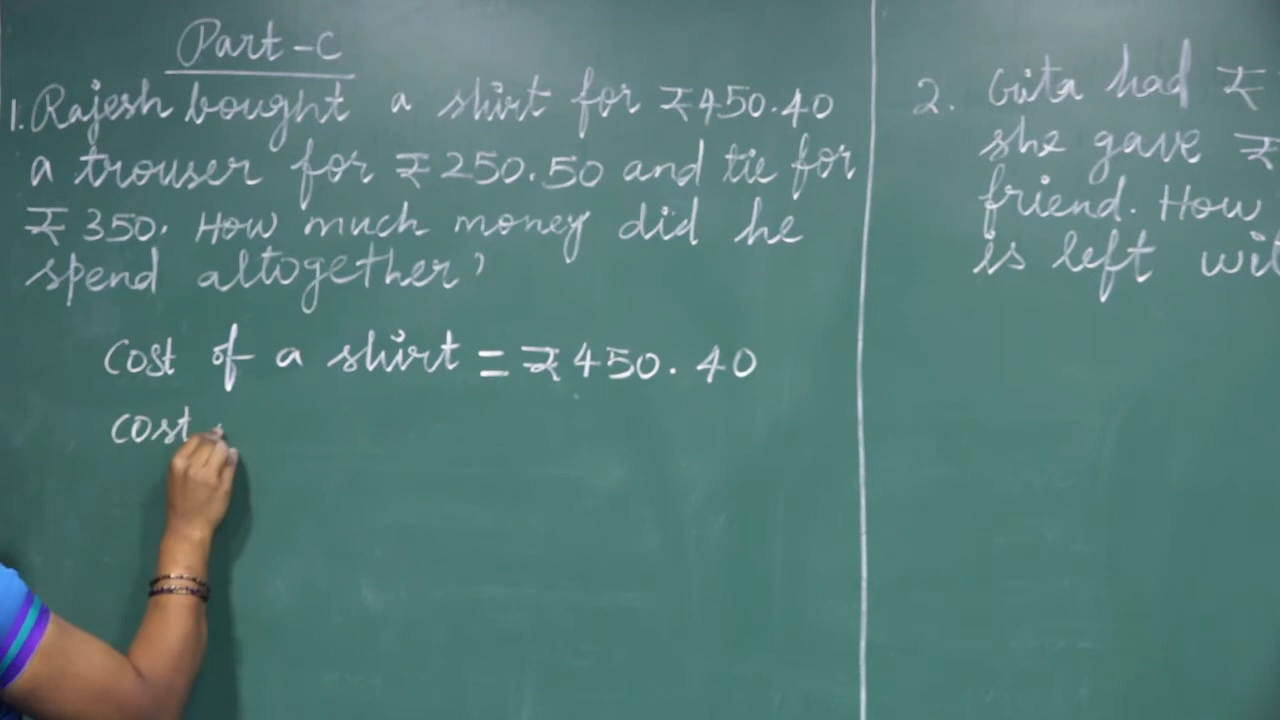 Part-C
1. Rajesh bought a shirt for ₹450.40
a trouser for ₹250.50 and tie for
₹350. How much money did he
spend altogether?
Cost of a shirt = ₹450.40
Cost
2. Gita had ₹
she gave ₹
friend. How
is left